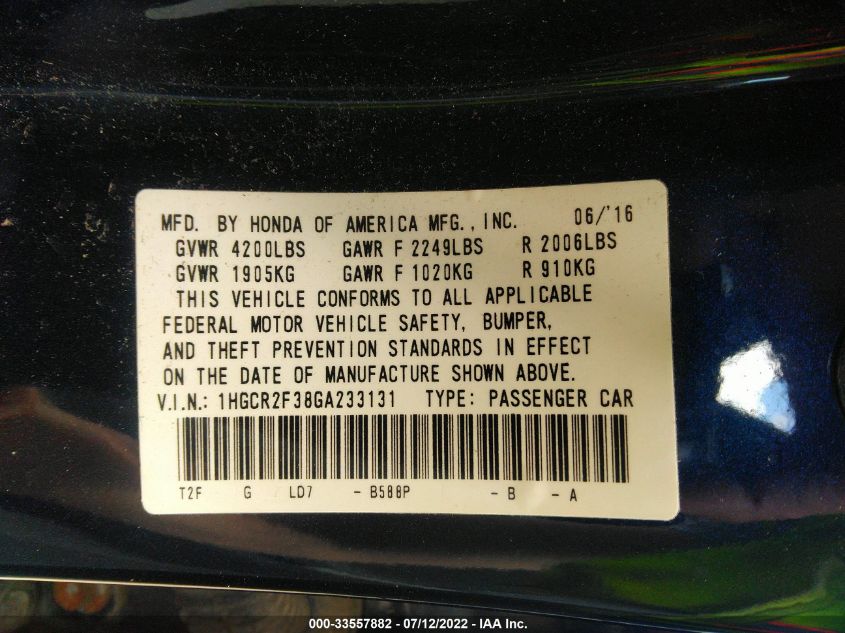 MFD. BY HONDA OF AMERICA MFG., INC. 06/'16
GVWR 4200LBS GAWR F 2249LBS R 2006LBS
GVWR 1905KG GAWR F 1020KG R 910KG
THIS VEHICLE CONFORMS TO ALL APPLICABLE
FEDERAL MOTOR VEHICLE SAFETY, BUMPER,
AND THEFT PREVENTION STANDARDS IN EFFECT
ON THE DATE OF MANUFACTURE SHOWN ABOVE.
V.I.N.: 1HGCR2F38GA233131 TYPE: PASSENGER CAR
T2F G LD7 - B588P - B - A
000-33557882 - 07/12/2022 - IAA Inc.